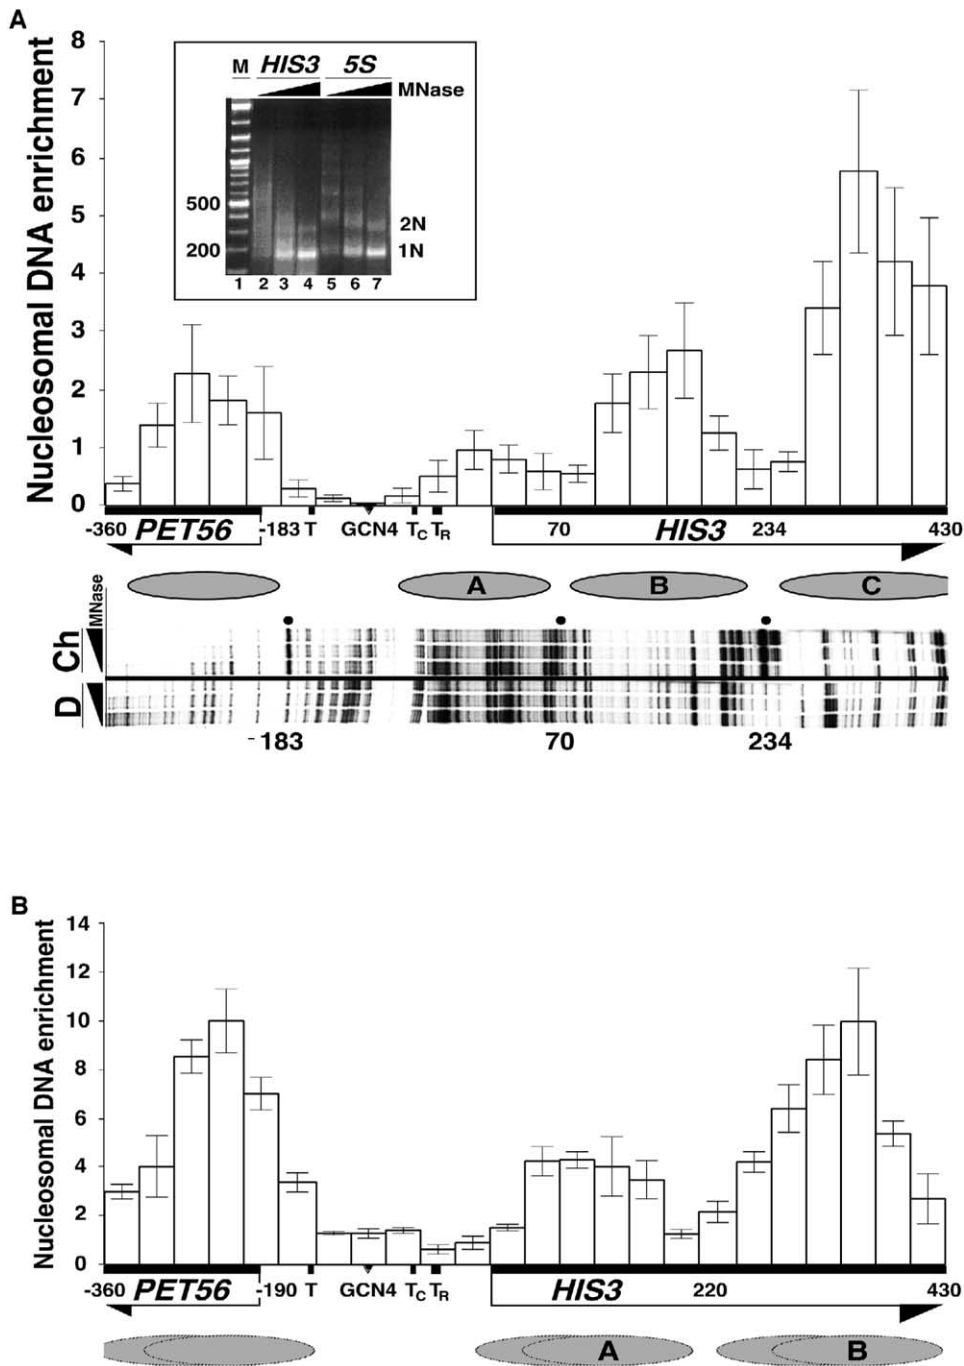 A
Nucleosomal DNA enrichment
8
7
6
5
4
3
2
1
0
M HIS3 5S
MNase
500
200
2N
1N
1 2 3 4 5 6 7
-360 PET56 -183 T GCN4 TC TR 70 HIS3 234 430
A B C
MNase
Ch
D
-183 70 234
B
Nucleosomal DNA enrichment
14
12
10
8
6
4
2
0
-360 PET56 -190 T GCN4 TC TR HIS3 220 430
A B